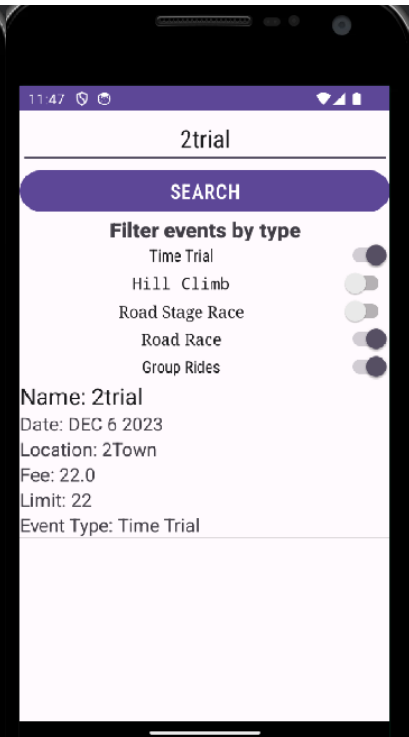 11:47
2trial
SEARCH
Filter events by type
Time Trial
Hill Climb
Road Stage Race
Road Race
Group Rides
Name: 2trial
Date: DEC 6 2023
Location: 2Town
Fee: 22.0
Limit: 22
Event Type: Time Trial